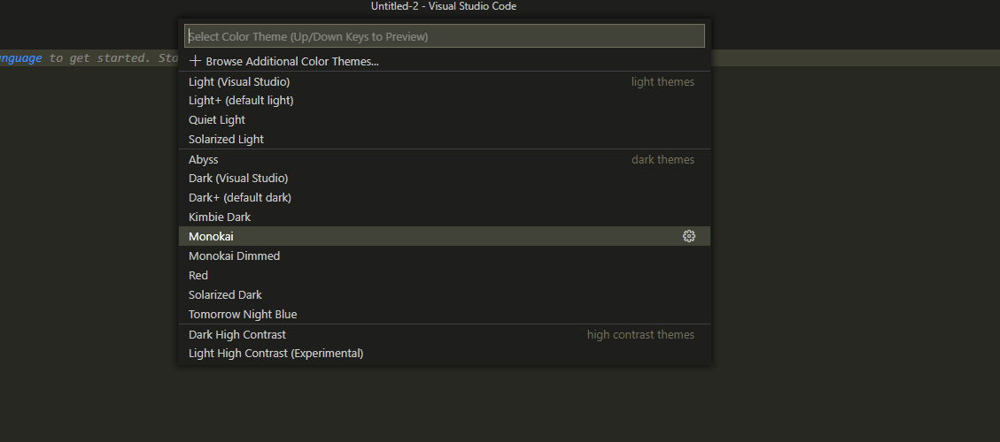 Untitled-2 - Visual Studio Code
Select Color Theme (Up/Down Keys to Preview)
to get started.
Browse Additional Color Themes...
Light (Visual Studio) light themes
Light+ (default light)
Quiet Light
Solarized Light
Abyss dark themes
Dark (Visual Studio)
Dark+ (default dark)
Kimbie Dark
Monokai
Monokai Dimmed
Red
Solarized Dark
Tomorrow Night Blue
Dark High Contrast high contrast themes
Light High Contrast (Experimental)